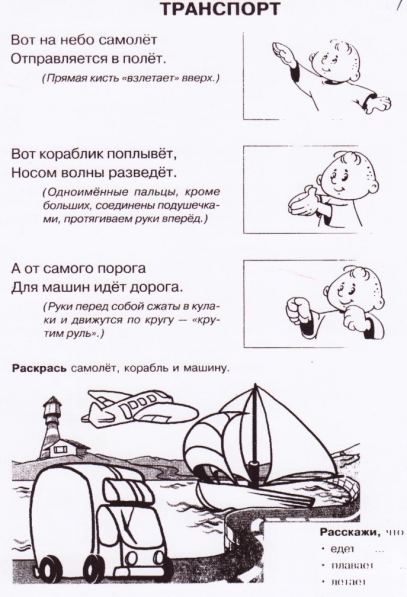 ТРАНСПОРТ
Вот на небо самолёт
Отправляется в полёт.
(Прямая кисть «взлетает» вверх.)
Вот кораблик поплывёт,
Носом волны разведёт.
(Одноимённые пальцы, кроме
больших, соединены подушечка-
ми, протягиваем руки вперёд.)
А от самого порога
Для машин идёт дорога.
(Руки перед собой сжаты в кула-
ки и движутся по кругу — «кру-
тим руль».)
Раскрась самолёт, корабль и машину.
Расскажи, что
• едет ...
• плавает
• летает